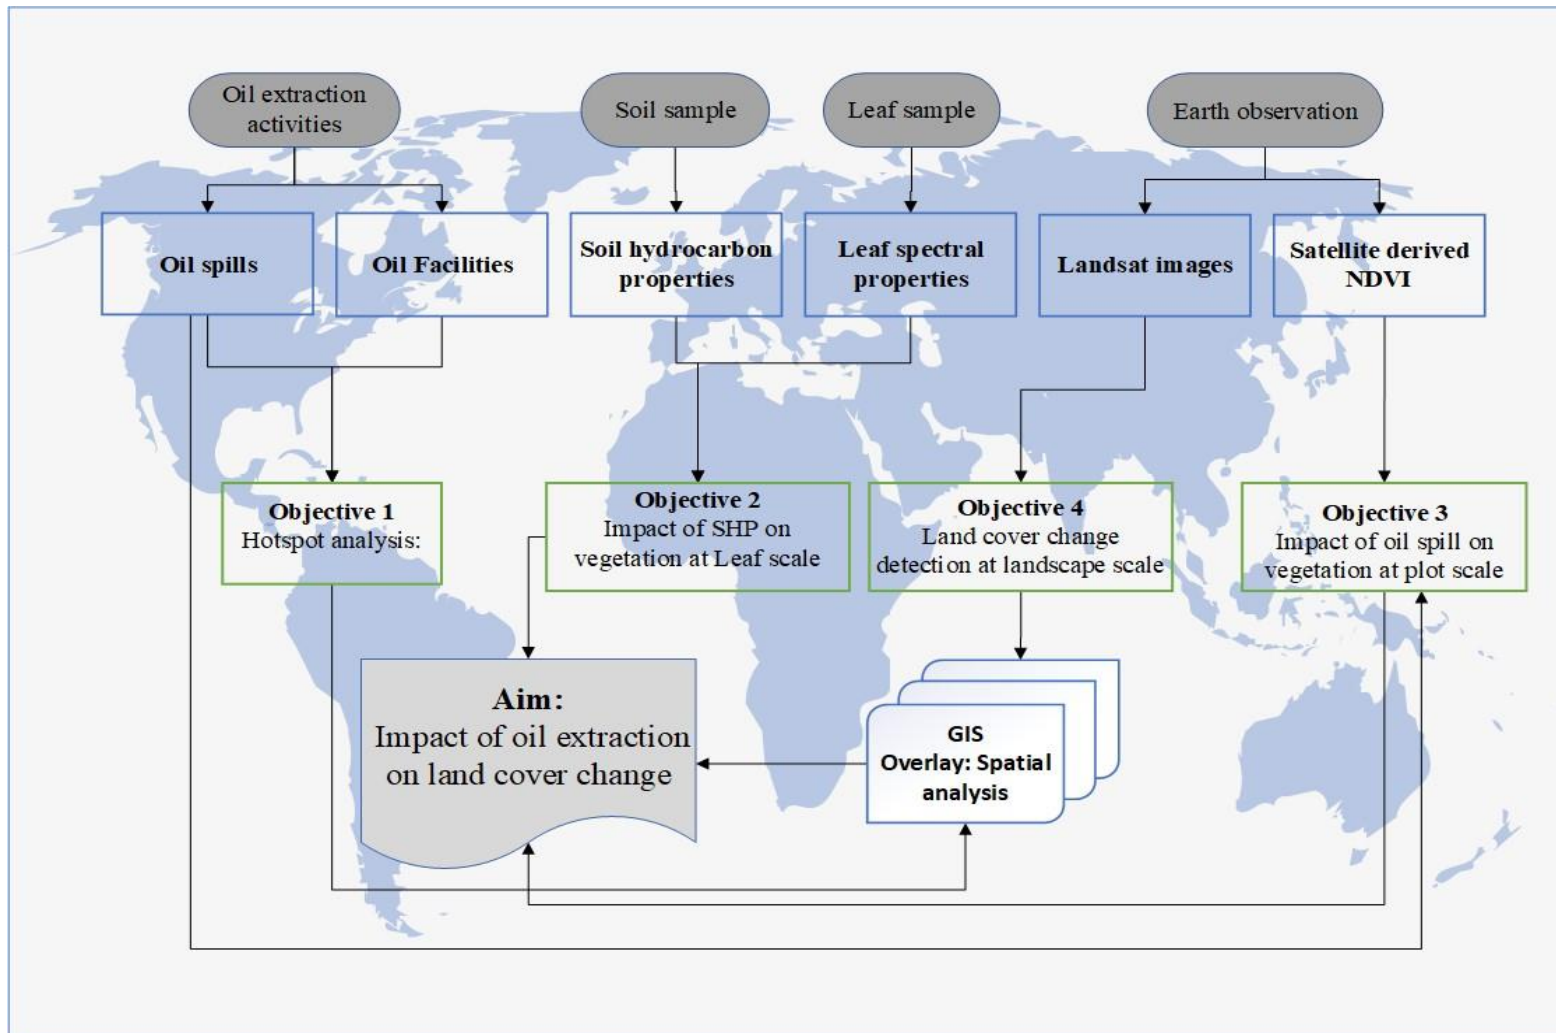 Oil extraction
activities
Soil sample
Leaf sample
Earth observation
Oil spills
Oil Facilities
Soil hydrocarbon
properties
Leaf spectral
properties
Landsat images
Satellite derived
NDVI
Objective 1
Hotspot analysis:
Objective 2
Impact of SHP on
vegetation at Leaf scale
Objective 4
Land cover change
detection at landscape scale
Objective 3
Impact of oil spill on
vegetation at plot scale
Aim:
Impact of oil extraction
on land cover change
GIS
Overlay: Spatial
analysis